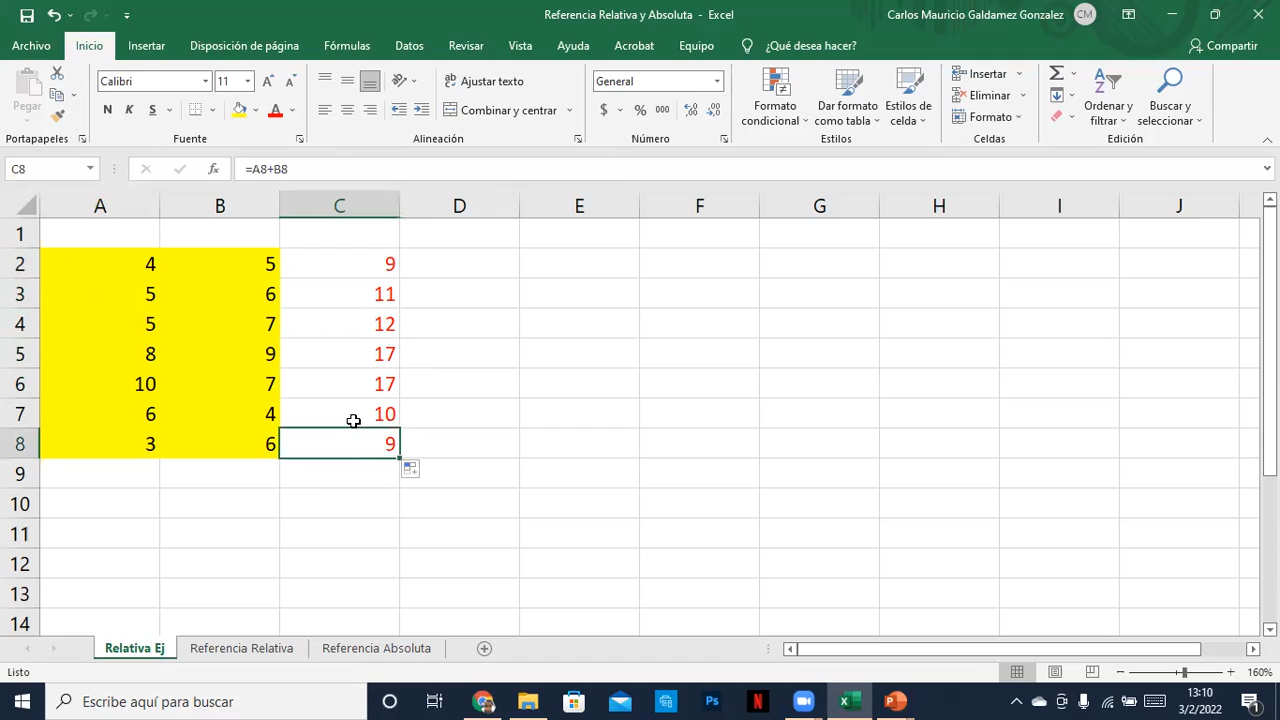 Referencia Relativa y Absoluta - Excel
Carlos Mauricio Galdamez Gonzalez CM
Archivo Inicio Insertar Disposición de página Fórmulas Datos Revisar Vista Ayuda Acrobat Equipo ¿Qué desea hacer? Compartir
Pegar
Portapapeles
Calibri 11
N K S
Fuente
Ajustar texto
Combinar y centrar
Alineación
General
$ % 000
Número
Formato condicional
Dar formato como tabla
Estilos de celda
Estilos
Insertar
Eliminar
Formato
Celdas
Ordenar y filtrar
Buscar y seleccionar
Edición
C8 fx =A8+B8
A B C D E F G H I J
1
2 4 5 9
3 5 6 11
4 5 7 12
5 8 9 17
6 10 7 17
7 6 4 10
8 3 6 9
9
10
11
12
13
14
Relativa Ej Referencia Relativa Referencia Absoluta
Listo 160%
Escribe aquí para buscar
13:10
3/2/2022